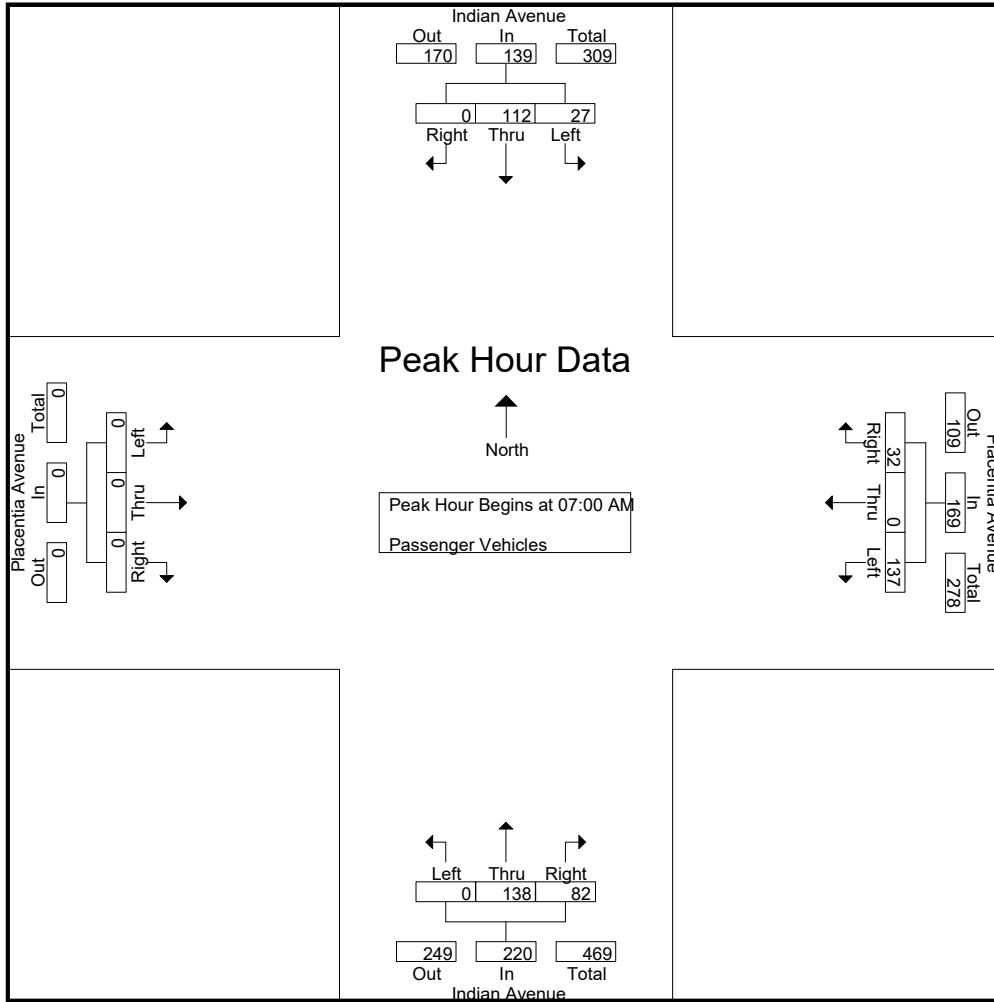 Indian Avenue
Out In Total
170 139 309
0 112 27
Right Thru Left
Peak Hour Data
North
Peak Hour Begins at 07:00 AM
Passenger Vehicles
Placentia Avenue
Total In Out
0 0 0
0 0 0
Left Thru Right
Placentia Avenue
Out In Total
109 169 278
32 0 137
Right Thru Left
Left Thru Right
0 138 82
249 220 469
Out In Total
Indian Avenue